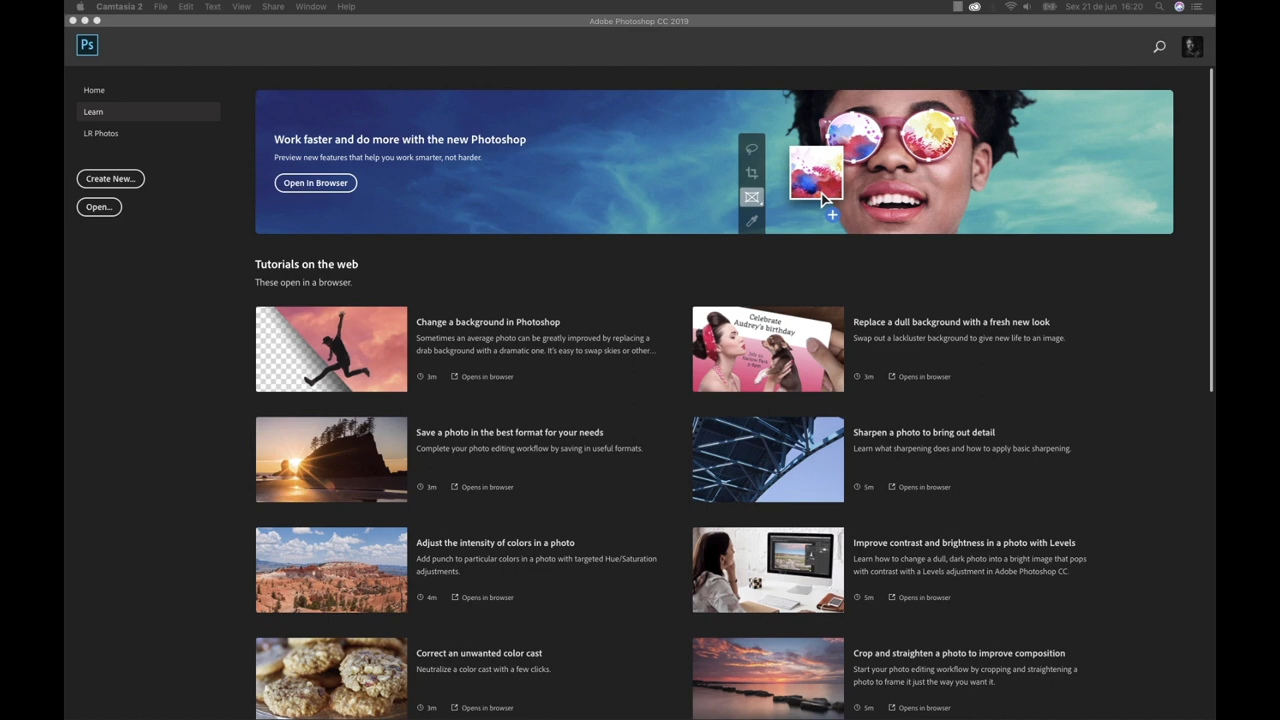 Camtasia 2 File Edit Text View Share Window Help Sex 21 de jun 16:20
Adobe Photoshop CC 2019
Ps
Home
Learn
LR Photos
Create New...
Open...
Work faster and do more with the new Photoshop
Preview new features that help you work smarter, not harder.
Open In Browser
Tutorials on the web
These open in a browser.
Change a background in Photoshop
Sometimes an average photo can be greatly improved by replacing a
drab background with a dramatic one. It's easy to swap skies or other...
3m Opens in browser
Celebrate
Audrey's birthday
Replace a dull background with a fresh new look
Swap out a lackluster background to give new life to an image.
3m Opens in browser
Save a photo in the best format for your needs
Complete your photo editing workflow by saving in useful formats.
3m Opens in browser
Sharpen a photo to bring out detail
Learn what sharpening does and how to apply basic sharpening.
5m Opens in browser
Adjust the intensity of colors in a photo
Add punch to particular colors in a photo with targeted Hue/Saturation
adjustments.
4m Opens in browser
Improve contrast and brightness in a photo with Levels
Learn how to change a dull, dark photo into a bright image that pops
with contrast with a Levels adjustment in Adobe Photoshop CC.
5m Opens in browser
Correct an unwanted color cast
Neutralize a color cast with a few clicks.
3m Opens in browser
Crop and straighten a photo to improve composition
Start your photo editing workflow by cropping and straightening a
photo to frame it just the way you want it.
5m Opens in browser